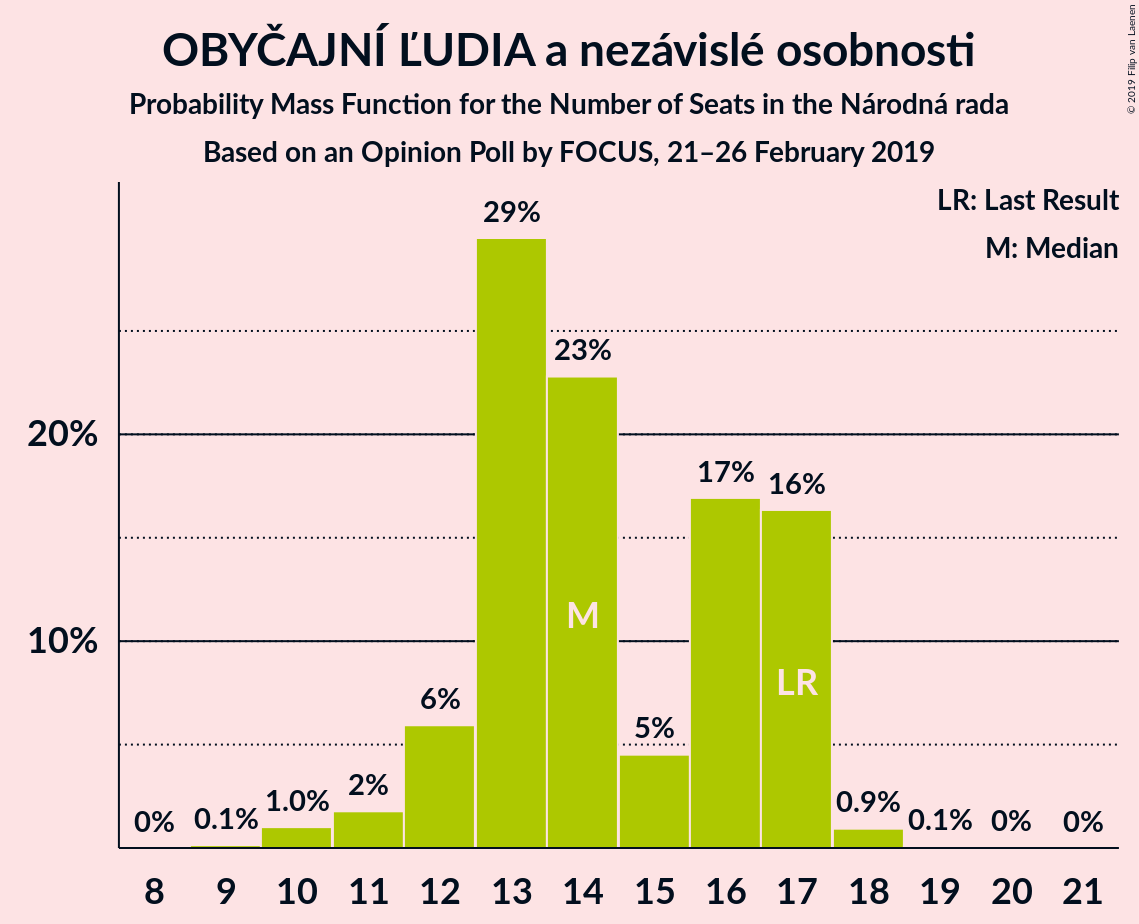 OBYČAJNÍ ĽUDIA a nezávislé osobnosti
Probability Mass Function for the Number of Seats in the Národná rada
Based on an Opinion Poll by FOCUS, 21–26 February 2019
© 2019 Filip van Laenen
LR: Last Result
M: Median
29%
23%
20%
17%
16%
M
10%
LR
6%
5%
2%
1.0%
0.9%
0%
0.1%
0.1%
0%
0%
8 9 10 11 12 13 14 15 16 17 18 19 20 21